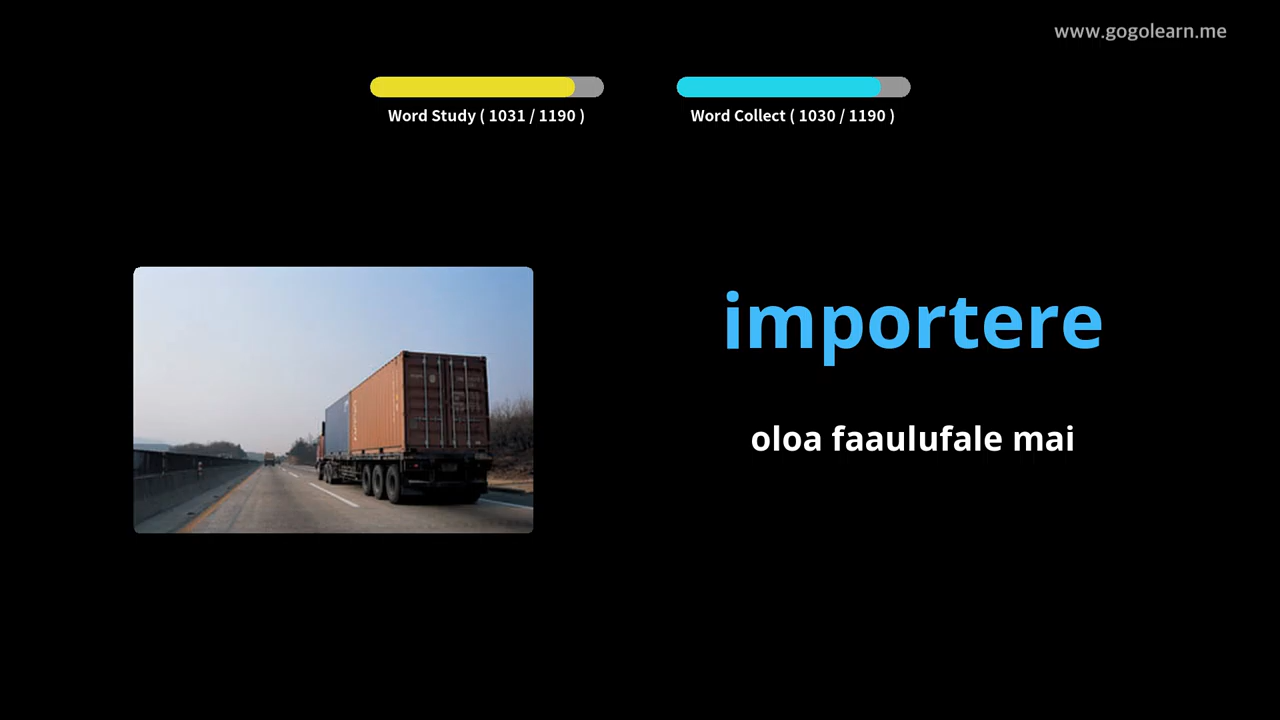 www.gogolearn.me
Word Study ( 1031 / 1190 )
Word Collect ( 1030 / 1190 )
importere
oloa faaulufale mai